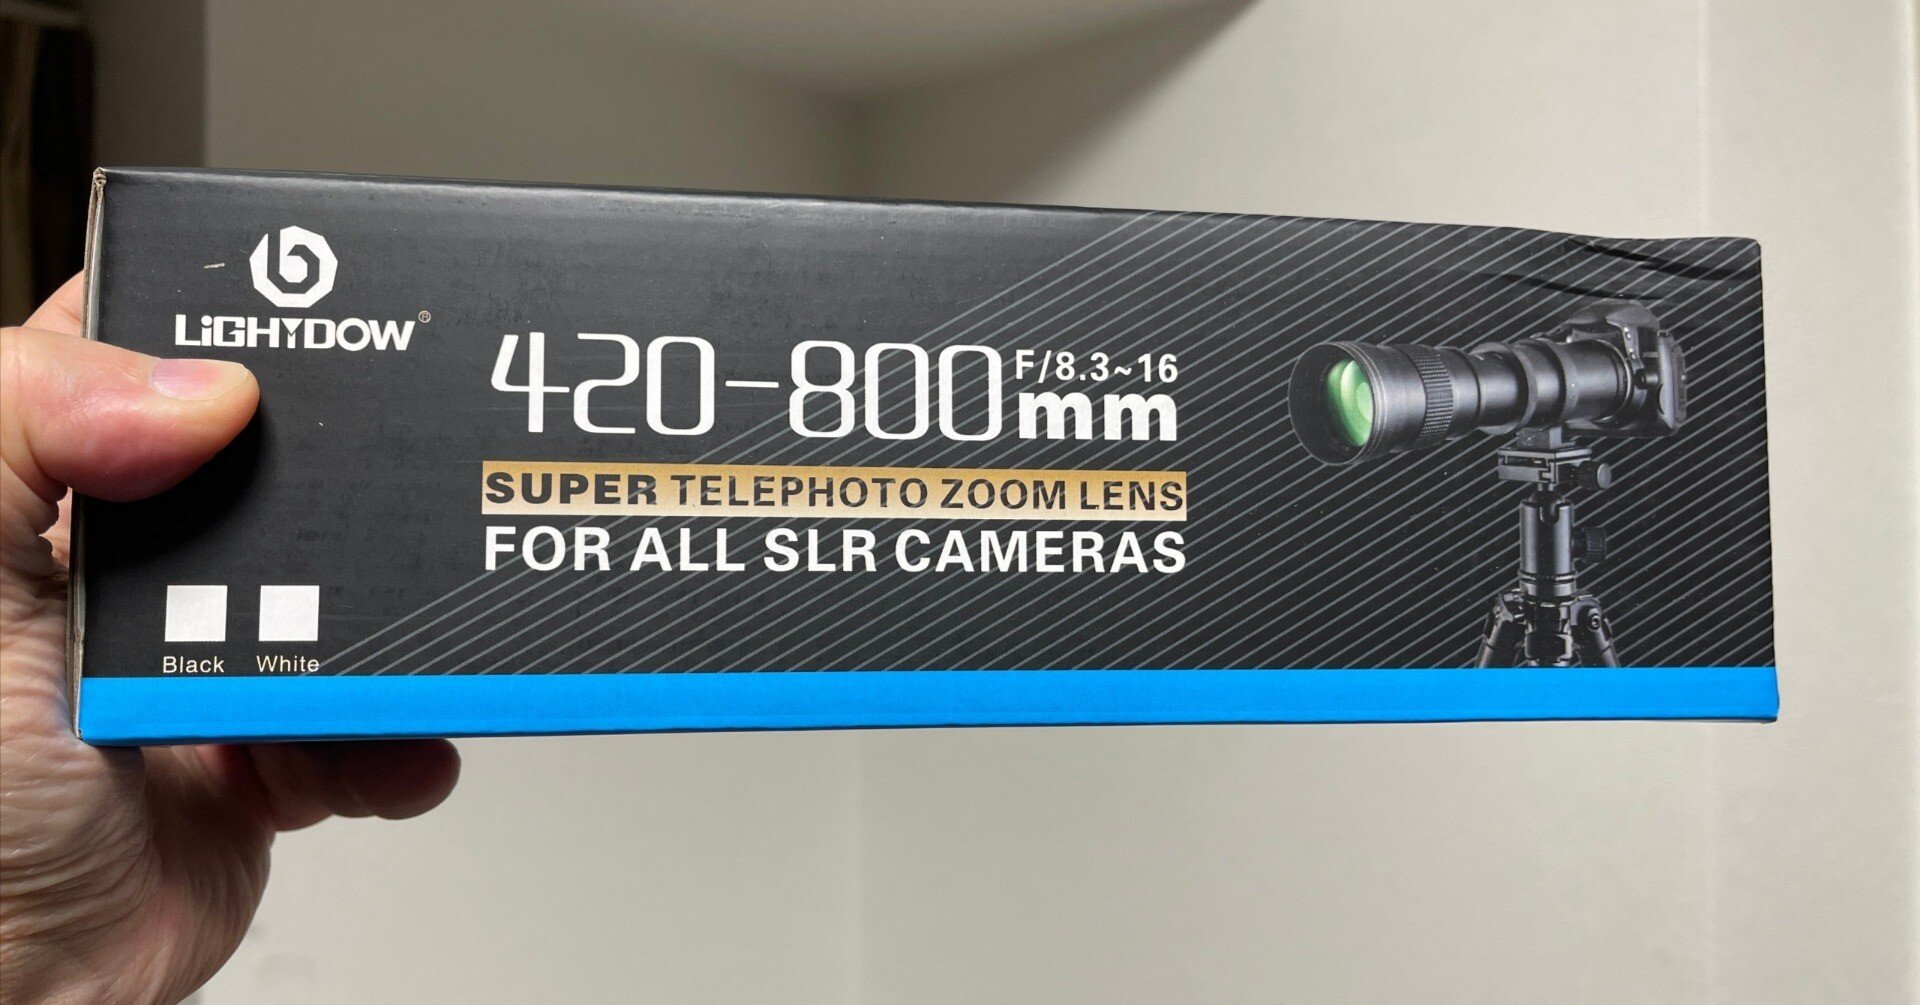 LiGHTDOW®
420-800mm F/8.3~16
SUPER TELEPHOTO ZOOM LENS
FOR ALL SLR CAMERAS
Black White